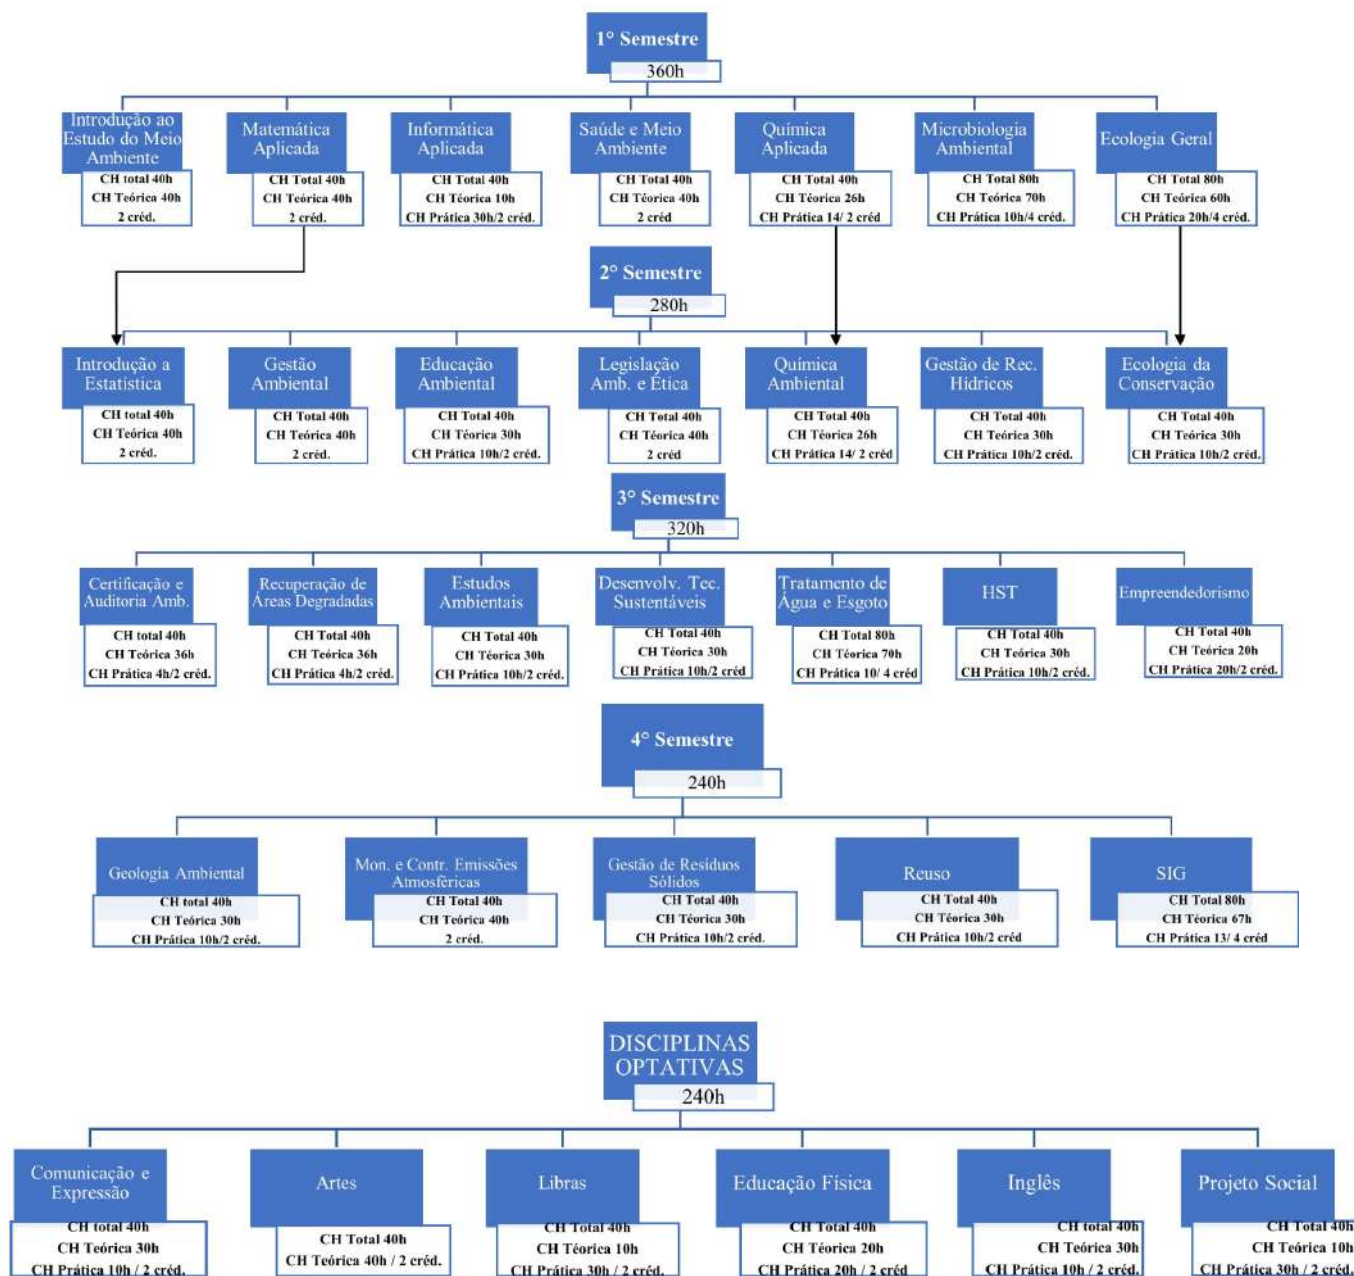 1° Semestre
360h
Introdução ao
Estudo do Meio
Ambiente
CH total 40h
CH Teórica 40h
2 créd.
Matemática
Aplicada
CH Total 40h
CH Teórica 40h
2 créd.
Informática
Aplicada
CH Total 40h
CH Téorica 10h
CH Prática 30h/2 créd.
Saúde e Meio
Ambiente
CH Total 40h
CH Téorica 40h
2 créd
Química
Aplicada
CH Total 40h
CH Teórica 26h
CH Prática 14/ 2 créd
Microbiologia
Ambiental
CH Total 80h
CH Teórica 70h
CH Prática 10h/4 créd.
Ecologia Geral
CH Total 80h
CH Teórica 60h
CH Prática 20h/4 créd.
2° Semestre
280h
Introdução a
Estatística
CH total 40h
CH Teórica 40h
2 créd.
Gestão
Ambiental
CH Total 40h
CH Teórica 40h
2 créd.
Educação
Ambiental
CH Total 40h
CH Téorica 30h
CH Prática 10h/2 créd.
Legislação
Amb. e Ética
CH Total 40h
CH Téorica 40h
2 créd
Química
Ambiental
CH Total 40h
CH Teórica 26h
CH Prática 14/ 2 créd
Gestão de Rec.
Hídricos
CH Total 40h
CH Teórica 30h
CH Prática 10h/2 créd.
Ecologia da
Conservação
CH Total 40h
CH Teórica 30h
CH Prática 10h/2 créd.
3° Semestre
320h
Certificação e
Auditoria Amb.
CH total 40h
CH Teórica 36h
CH Prática 4h/2 créd.
Recuperação de
Áreas Degradadas
CH Total 40h
CH Teórica 36h
CH Prática 4h/2 créd.
Estudos
Ambientais
CH Total 40h
CH Téorica 30h
CH Prática 10h/2 créd.
Desenvolv. Tec.
Sustentáveis
CH Total 40h
CH Téorica 30h
CH Prática 10h/2 créd
Tratamento de
Água e Esgoto
CH Total 80h
CH Teórica 70h
CH Prática 10/ 4 créd
HST
CH Total 40h
CH Teórica 30h
CH Prática 10h/2 créd.
Empreendedorismo
CH Total 40h
CH Teórica 20h
CH Prática 20h/2 créd.
4° Semestre
240h
Geologia Ambiental
CH total 40h
CH Teórica 30h
CH Prática 10h/2 créd.
Mon. e Contr. Emissões
Atmosféricas
CH Total 40h
CH Teórica 40h
2 créd.
Gestão de Resíduos
Sólidos
CH Total 40h
CH Téorica 30h
CH Prática 10h/2 créd.
Reuso
CH Total 40h
CH Téorica 30h
CH Prática 10h/2 créd
SIG
CH Total 80h
CH Téorica 67h
CH Prática 13/ 4 créd
DISCIPLINAS
OPTATIVAS
240h
Comunicação e
Expressão
CH total 40h
CH Teórica 30h
CH Prática 10h / 2 créd.
Artes
CH Total 40h
CH Teórica 40h / 2 créd.
Libras
CH Total 40h
CH Téorica 10h
CH Prática 30h / 2 créd.
Educação Física
CH Total 40h
CH Téorica 20h
CH Prática 20h / 2 créd
Inglês
CH total 40h
CH Teórica 30h
CH Prática 10h / 2 créd.
Projeto Social
CH Total 40h
CH Teórica 10h
CH Prática 30h / 2 créd.